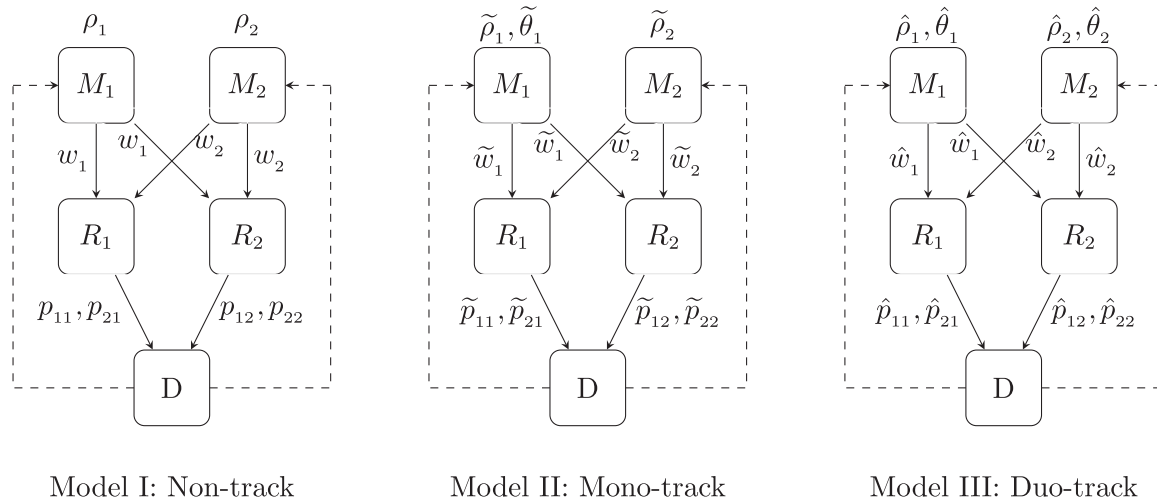 ρ₁ ρ₂ ρ̃₁, θ̃₁ ρ̃₂ ρ̂₁, θ̂₁ ρ̂₂, θ̂₂
M₁ M₂ M₁ M₂ M₁ M₂
w₁ w₁ w₂ w₂ w̃₁ w̃₁ w̃₂ w̃₂ ŵ₁ ŵ₁ ŵ₂ ŵ₂
R₁ R₂ R₁ R₂ R₁ R₂
p₁₁, p₂₁ p₁₂, p₂₂ p̃₁₁, p̃₂₁ p̃₁₂, p̃₂₂ p̂₁₁, p̂₂₁ p̂₁₂, p̂₂₂
D D D
Model I: Non-track Model II: Mono-track Model III: Duo-track